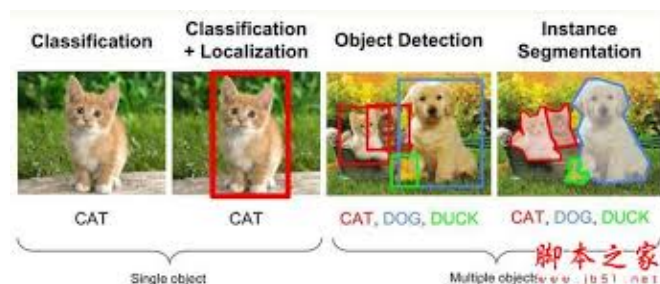 Classification
Classification
+ Localization
Object Detection
Instance
Segmentation
CAT
CAT
CAT, DOG, DUCK
CAT, DOG, DUCK
Single object
Multiple objects
脚本之家
www.jb51.net